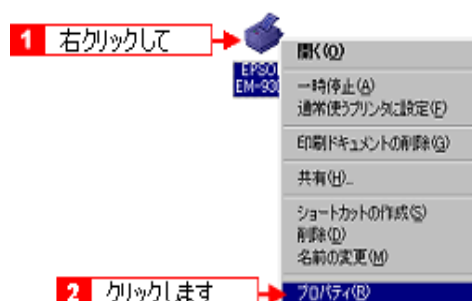 1 右クリックして
EPSO
EM-930
開く(O)
一時停止(A)
通常使うプリンタに設定(F)
印刷ドキュメントの削除(G)
共有(H)...
ショートカットの作成(S)
削除(D)
名前の変更(M)
プロパティ(R)
2 クリックします